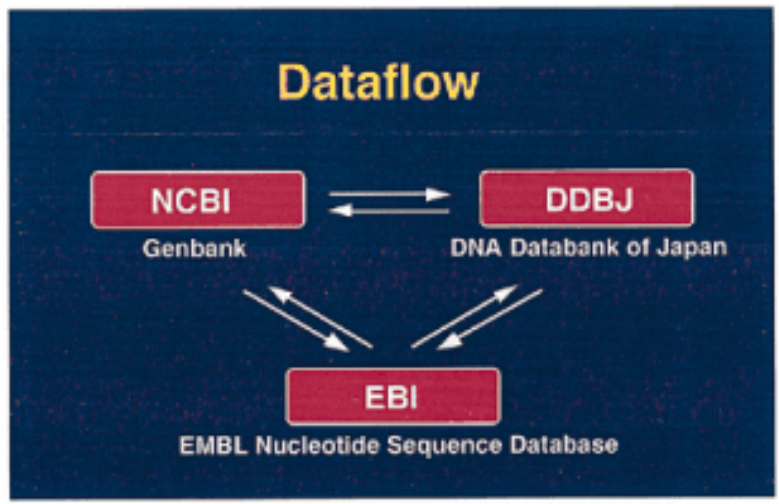 Dataflow
NCBI
DDBJ
Genbank
DNA Databank of Japan
EBI
EMBL Nucleotide Sequence Database